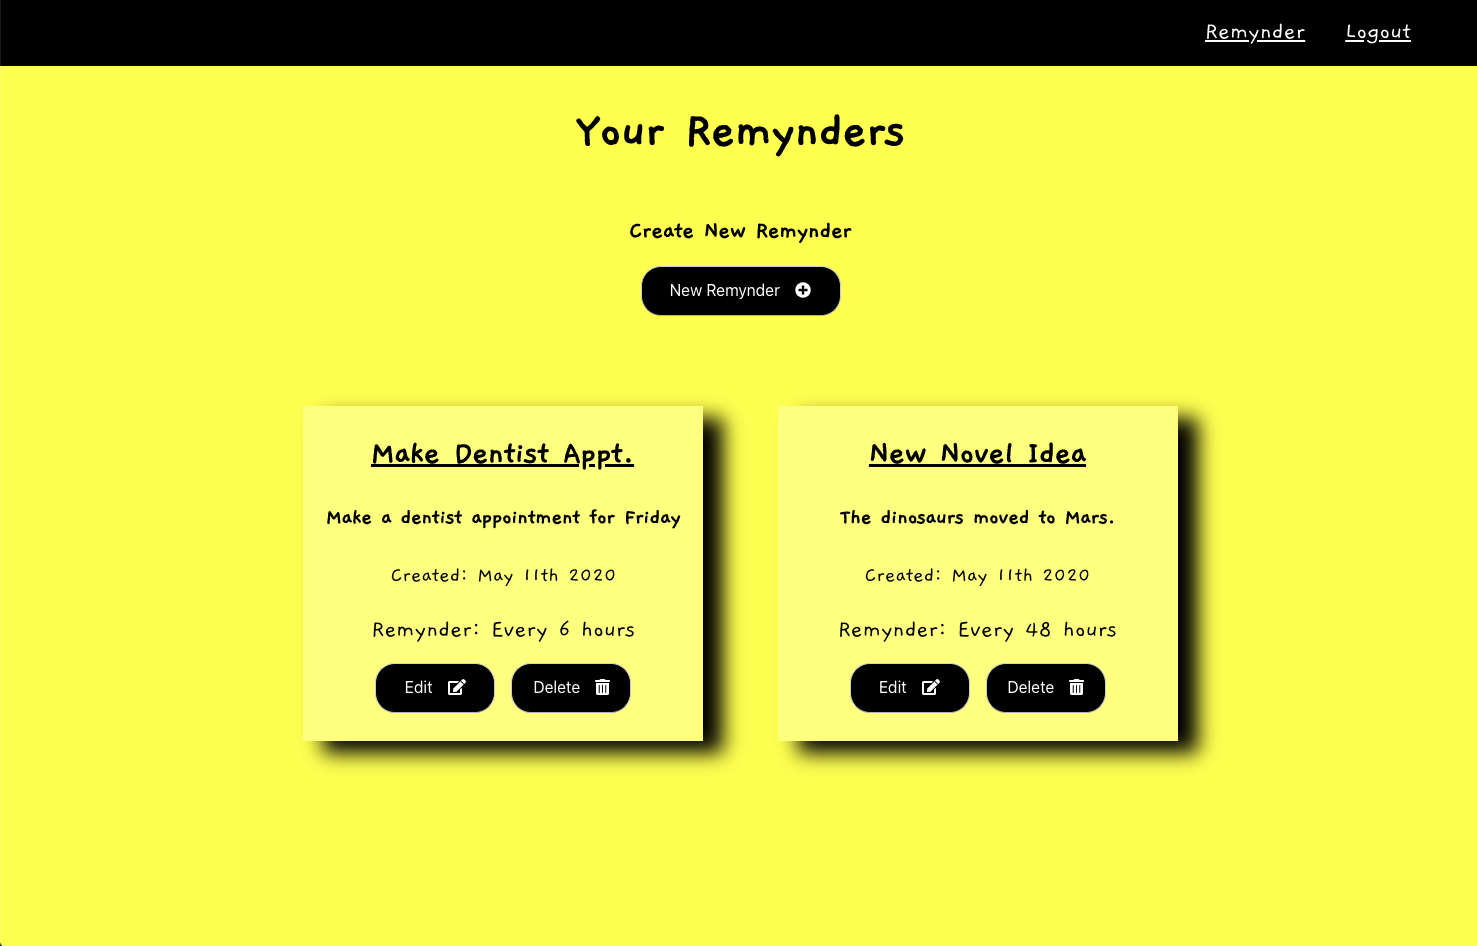 Remynder Logout
Your Remynders
Create New Remynder
New Remynder
Make Dentist Appt.
Make a dentist appointment for Friday
Created: May 11th 2020
Remynder: Every 6 hours
Edit Delete
New Novel Idea
The dinosaurs moved to Mars.
Created: May 11th 2020
Remynder: Every 48 hours
Edit Delete